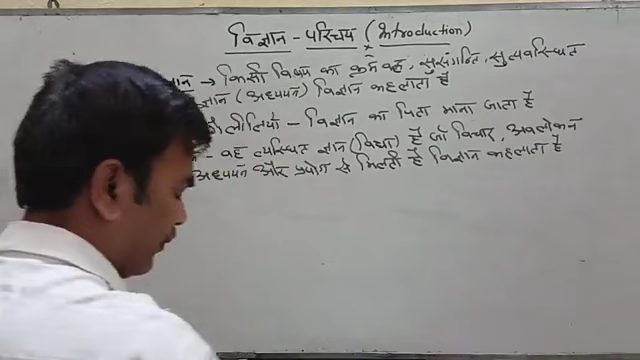 विज्ञान - परिचय (Introduction)
ान → किसी विषय का क्रमबद्ध, सुसंगठित, सुव्यवस्थित
ज्ञान (अध्ययन) विज्ञान कहलाता है
गैलीलियो - विज्ञान का पिता माना जाता है
- वह व्यवस्थित ज्ञान (विद्या) है जो विचार, अवलोकन
अध्ययन और प्रयोग से मिलती है विज्ञान कहलाता है